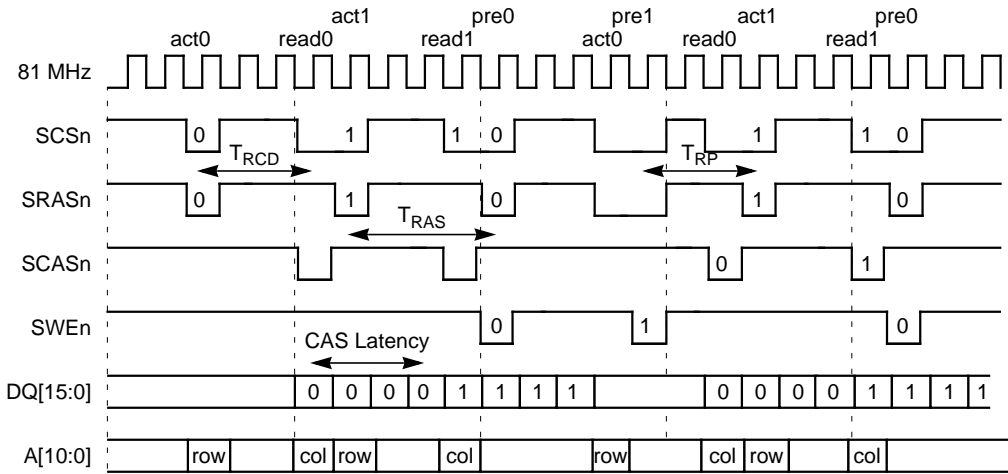 act1 pre0 pre1 act1 pre0
act0 read0 read1 act0 read0 read1
81 MHz
SCSn 0 1 1 0 1 1 0
TRCD TRP
SRASn 0 1 0 1 0
TRAS
SCASn 0 1
SWEn 0 1 0
CAS Latency
DQ[15:0] 0 0 0 0 1 1 1 1 0 0 0 0 1 1 1 1
A[10:0] row col row col row col row col